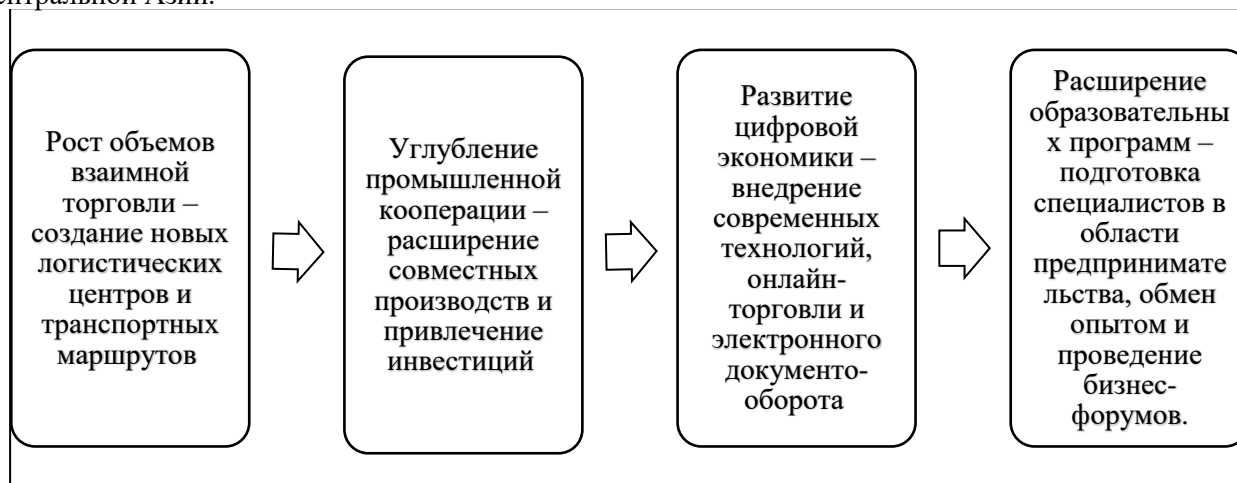 ентральной Азии.
Рост объемов
взаимной
торговли –
создание новых
логистических
центров и
транспортных
маршрутов
Углубление
промышленной
кооперации –
расширение
совместных
производств и
привлечение
инвестиций
Развитие
цифровой
экономики –
внедрение
современных
технологий,
онлайн-
торговли и
электронного
документо-
оборота
Расширение
образовательны
х программ –
подготовка
специалистов в
области
предпринимате
льства, обмен
опытом и
проведение
бизнес-
форумов.